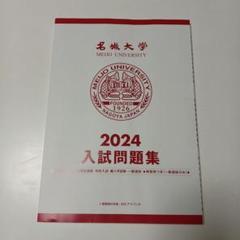 名城大学
MEIJO UNIVERSITY
MEIJO UNIVERSITY
FOUNDED
1926
NAGOYA JAPAN
2024
入試問題集